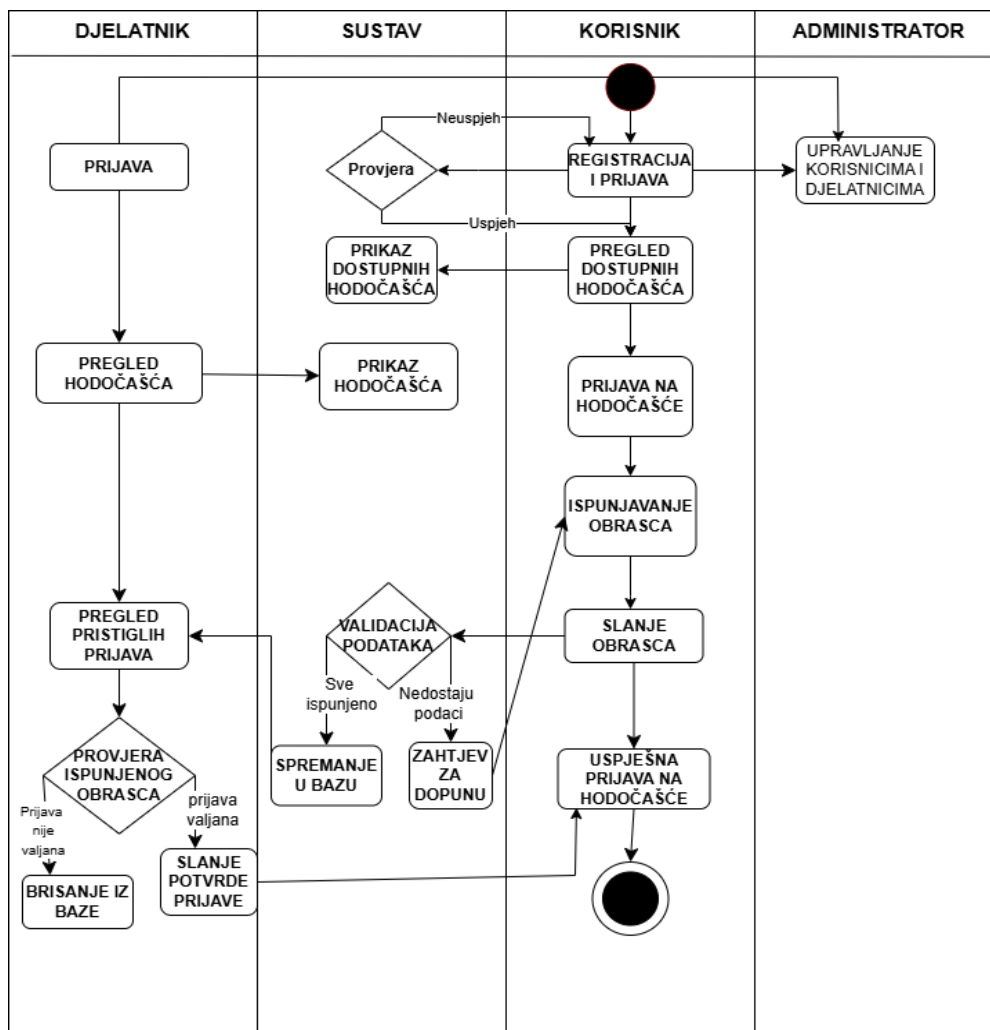 DJELATNIK
SUSTAV
KORISNIK
ADMINISTRATOR
Neuspjeh
PRIJAVA
Provjera
REGISTRACIJA
I PRIJAVA
UPRAVLJANJE
KORISNICIMA I
DJELATNICIMA
Uspjeh
PRIKAZ
DOSTUPNIH
HODOČAŠĆA
PREGLED
DOSTUPNIH
HODOČAŠĆA
PREGLED
HODOČAŠĆA
PRIKAZ
HODOČAŠĆA
PRIJAVA NA
HODOČAŠĆE
ISPUNJAVANJE
OBRASCA
PREGLED
PRISTIGLIH
PRIJAVA
VALIDACIJA
PODATAKA
SLANJE
OBRASCA
Sve
ispunjeno
Nedostaju
podaci
PROVJERA
ISPUNJENOG
OBRASCA
SPREMANJE
U BAZU
ZAHTJEV
ZA
DOPUNU
USPJEŠNA
PRIJAVA NA
HODOČAŠĆE
Prijava
nije
valjana
prijava
valjana
BRISANJE IZ
BAZE
SLANJE
POTVRDE
PRIJAVE